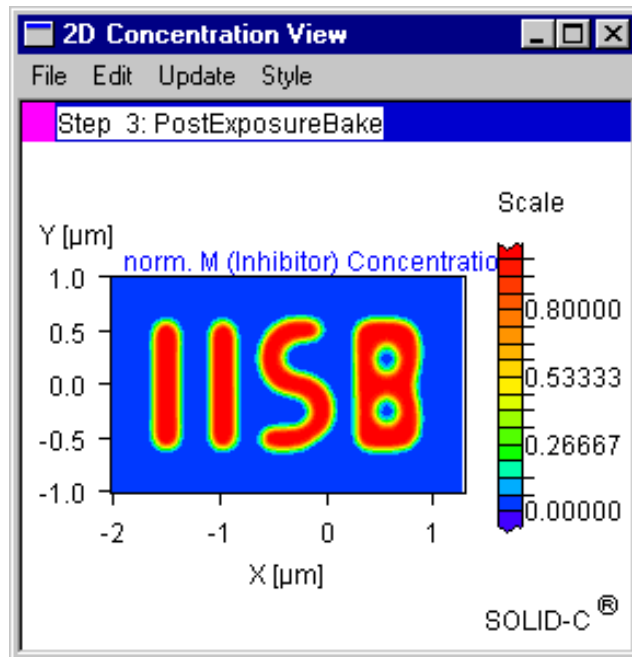 2D Concentration View
File Edit Update Style
Step 3: PostExposureBake
Scale
Y [µm]
norm. M (Inhibitor) Concentratio
1.0
0.5
0.0
-0.5
-1.0
IISB
0.80000
0.53333
0.26667
0.00000
-2 -1 0 1
X [µm]
SOLID-C ®